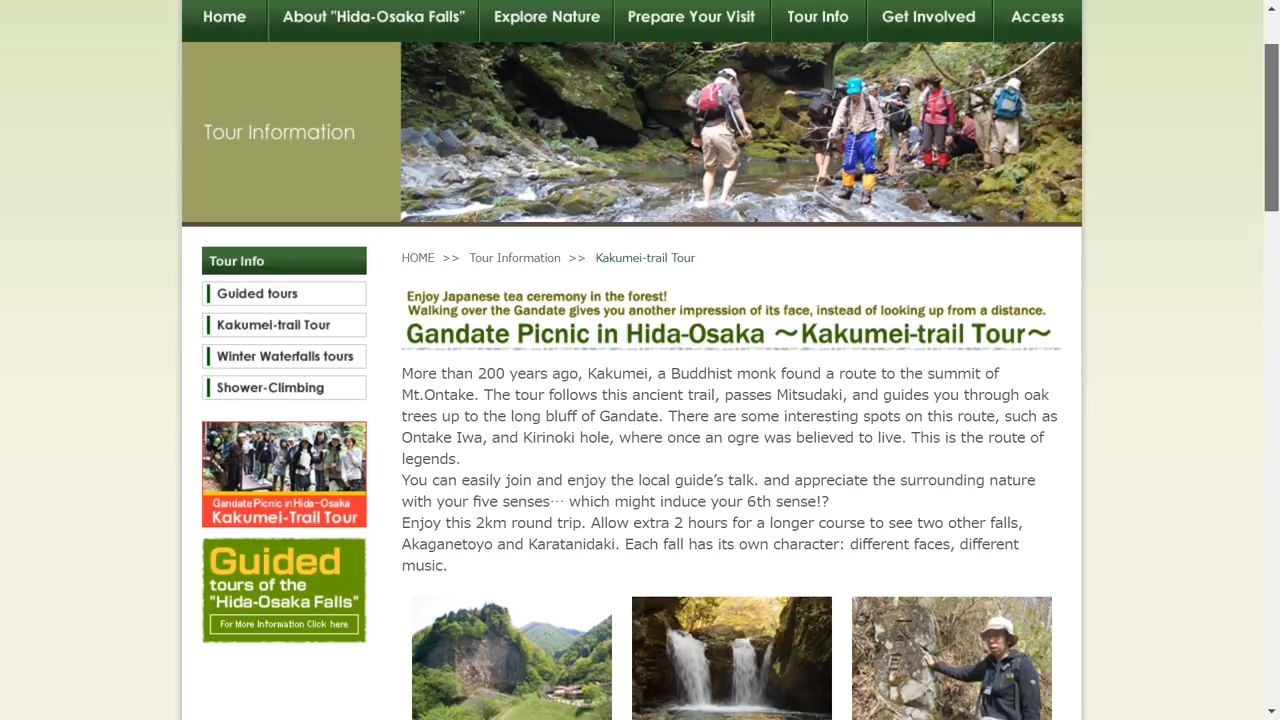 Home About "Hida-Osaka Falls" Explore Nature Prepare Your Visit Tour Info Get Involved Access
Tour Information
Tour Info
Guided tours
Kakumei-trail Tour
Winter Waterfalls tours
Shower-Climbing
Gandate Picnic in Hida-Osaka
Kakumei-Trail Tour
Guided
tours of the
"Hida-Osaka Falls"
For More Information Click here
HOME >> Tour Information >> Kakumei-trail Tour
Enjoy Japanese tea ceremony in the forest!
Walking over the Gandate gives you another impression of its face, instead of looking up from a distance.
Gandate Picnic in Hida-Osaka ～Kakumei-trail Tour～
More than 200 years ago, Kakumei, a Buddhist monk found a route to the summit of
Mt.Ontake. The tour follows this ancient trail, passes Mitsudaki, and guides you through oak
trees up to the long bluff of Gandate. There are some interesting spots on this route, such as
Ontake Iwa, and Kirinoki hole, where once an ogre was believed to live. This is the route of
legends.
You can easily join and enjoy the local guide’s talk. and appreciate the surrounding nature
with your five senses… which might induce your 6th sense!?
Enjoy this 2km round trip. Allow extra 2 hours for a longer course to see two other falls,
Akaganetoyo and Karatanidaki. Each fall has its own character: different faces, different
music.